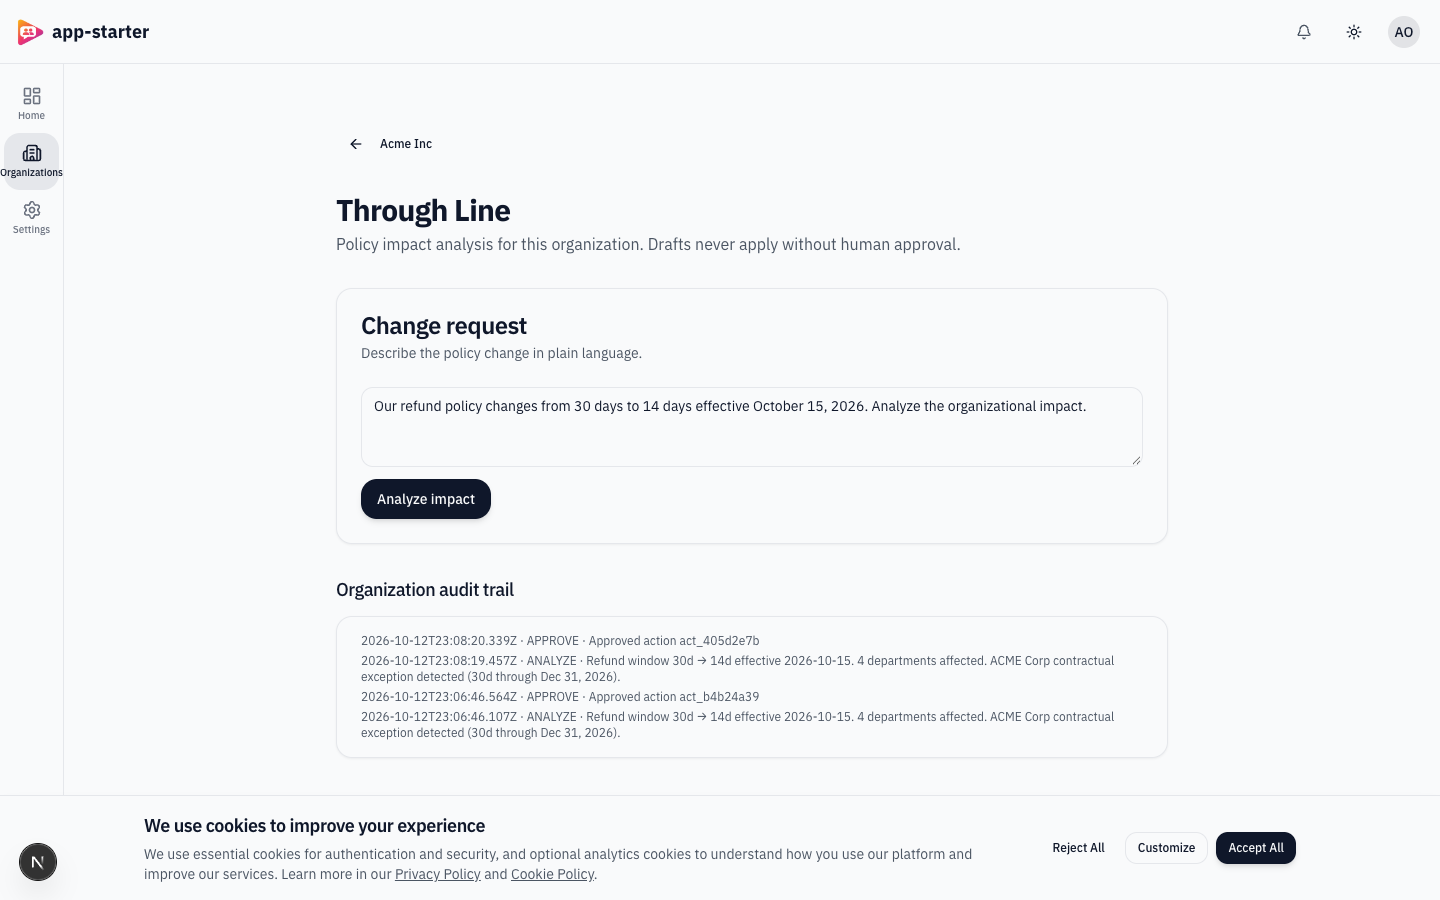 app-starter
AO
Home
Organizations
Settings
Acme Inc
Through Line
Policy impact analysis for this organization. Drafts never apply without human approval.
Change request
Describe the policy change in plain language.
Our refund policy changes from 30 days to 14 days effective October 15, 2026. Analyze the organizational impact.
Analyze impact
Organization audit trail
2026-10-12T23:08:20.339Z · APPROVE · Approved action act_405d2e7b
2026-10-12T23:08:19.457Z · ANALYZE · Refund window 30d → 14d effective 2026-10-15. 4 departments affected. ACME Corp contractual
exception detected (30d through Dec 31, 2026).
2026-10-12T23:06:46.564Z · APPROVE · Approved action act_b4b24a39
2026-10-12T23:06:46.107Z · ANALYZE · Refund window 30d → 14d effective 2026-10-15. 4 departments affected. ACME Corp contractual
exception detected (30d through Dec 31, 2026).
We use cookies to improve your experience
We use essential cookies for authentication and security, and optional analytics cookies to understand how you use our platform and
improve our services. Learn more in our Privacy Policy and Cookie Policy.
Reject All
Customize
Accept All
N